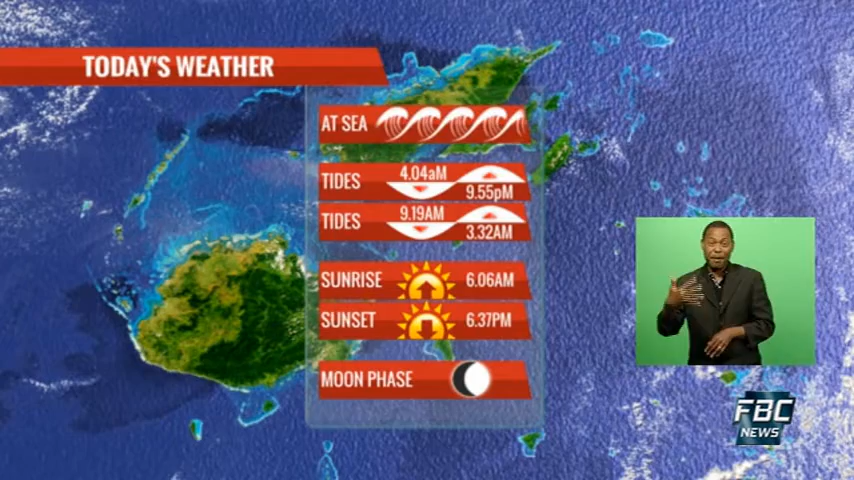 TODAY'S WEATHER
AT SEA
TIDES 4.04aM 9.55pM
TIDES 9.19AM 3.32AM
SUNRISE 6.06AM
SUNSET 6.37PM
MOON PHASE
FBC
NEWS